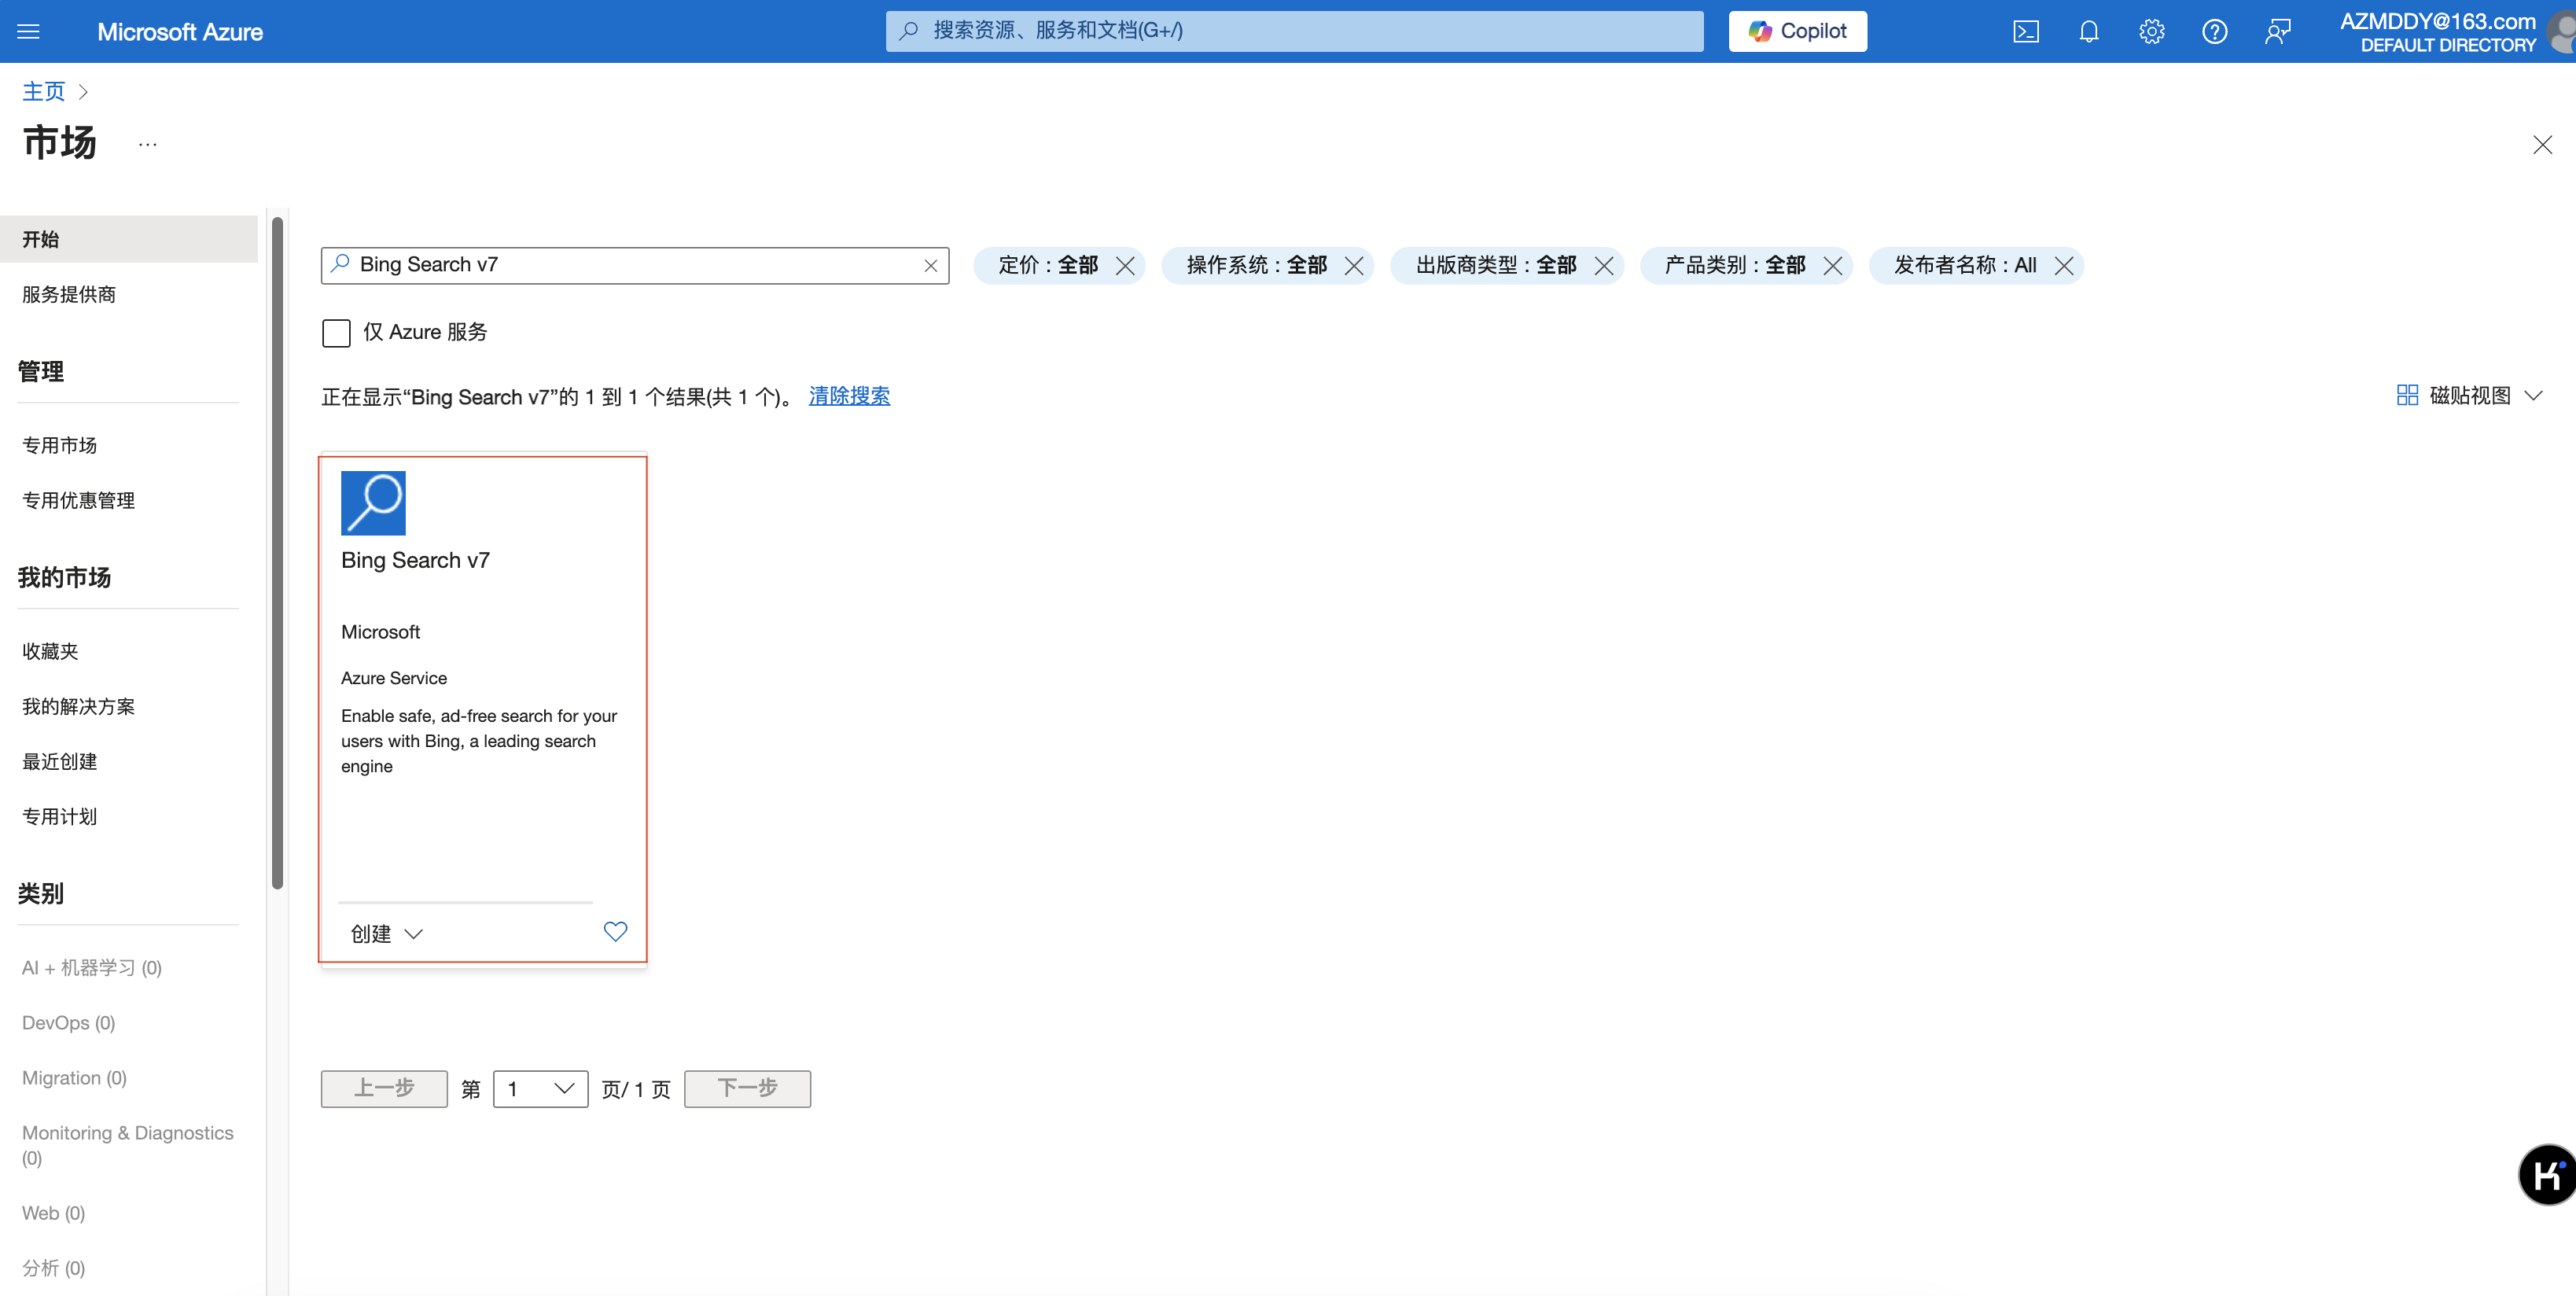 Microsoft Azure
搜索资源、服务和文档(G+/)
Copilot
AZMDDY@163.com
DEFAULT DIRECTORY
主页
市场
...
开始
服务提供商
管理
专用市场
专用优惠管理
我的市场
收藏夹
我的解决方案
最近创建
专用计划
类别
AI + 机器学习 (0)
DevOps (0)
Migration (0)
Monitoring & Diagnostics
(0)
Web (0)
分析 (0)
Bing Search v7
定价 : 全部
操作系统 : 全部
出版商类型 : 全部
产品类别 : 全部
发布者名称 : All
仅 Azure 服务
正在显示“Bing Search v7”的 1 到 1 个结果(共 1 个)。 清除搜索
磁贴视图
Bing Search v7
Microsoft
Azure Service
Enable safe, ad-free search for your
users with Bing, a leading search
engine
创建
上一步 第 1 页/ 1 页 下一步
K